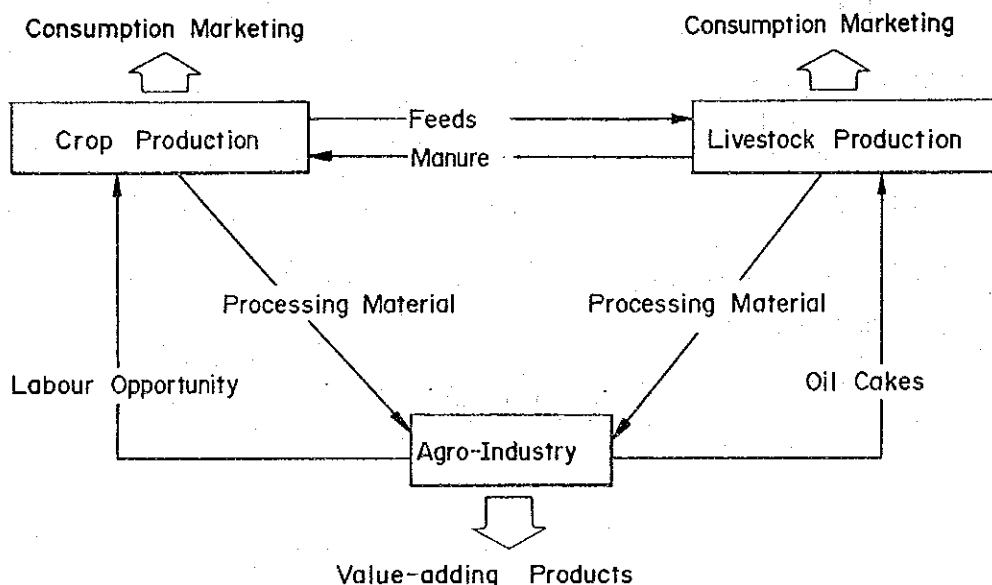 Consumption Marketing
Consumption Marketing
Crop Production
Feeds
Livestock Production
Manure
Processing Material
Processing Material
Labour Opportunity
Oil Cakes
Agro-Industry
Value-adding Products